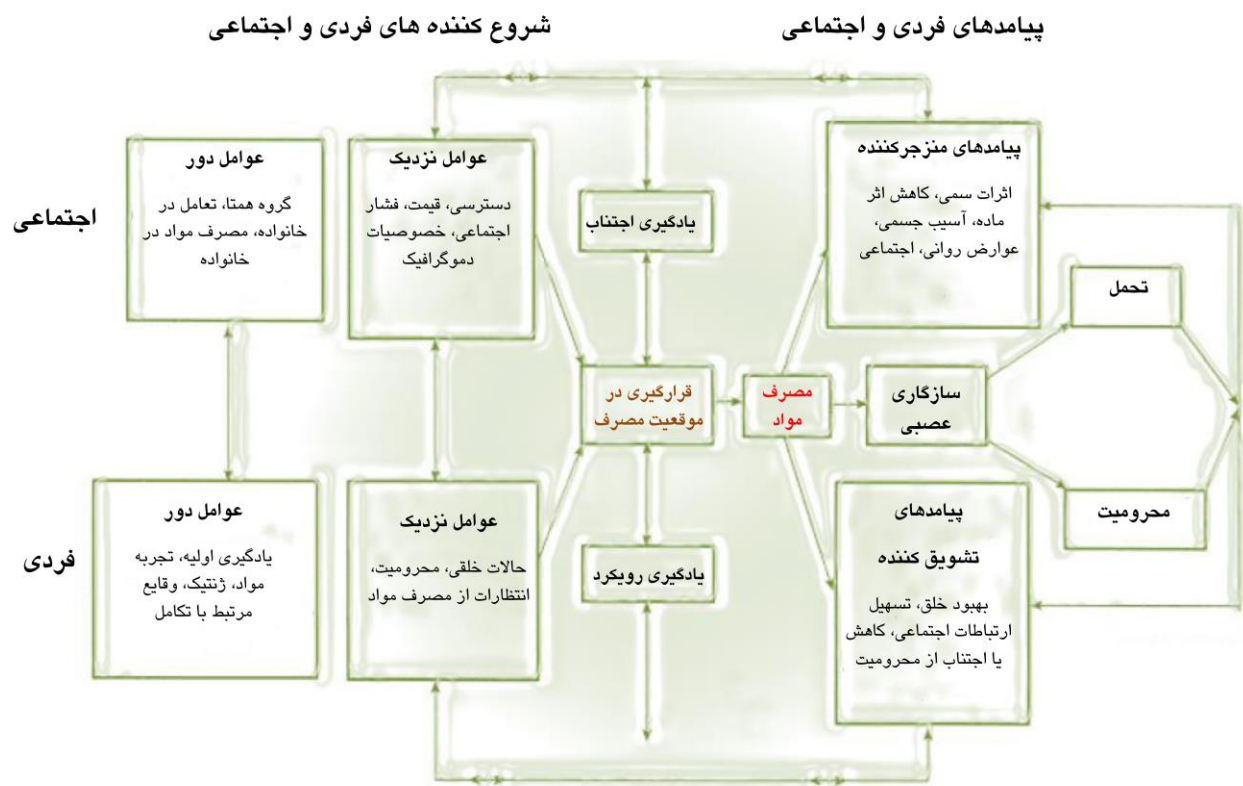 شروع کننده های فردی و اجتماعی
پیامدهای فردی و اجتماعی
اجتماعی
عوامل دور
گروه همتا، تعامل در
خانواده، مصرف مواد در
خانواده
عوامل نزدیک
دسترسی، قیمت، فشار
اجتماعی، خصوصیات
دموگرافیک
یادگیری اجتناب
پیامدهای منزجرکننده
اثرات سمی، کاهش اثر
ماده، آسیب جسمی،
عوارض روانی، اجتماعی
تحمل
قرارگیری در
موقعیت مصرف
مصرف
مواد
سازگاری
عصبی
فردی
عوامل دور
یادگیری اولیه، تجربه
مواد، ژنتیک، وقایع
مرتبط با تکامل
عوامل نزدیک
حالات خلقی، محرومیت،
انتظارات از مصرف مواد
یادگیری رویکرد
پیامدهای
تشویق کننده
بهبود خلق، تسهیل
ارتباطات اجتماعی، کاهش
یا اجتناب از محرومیت
محرومیت